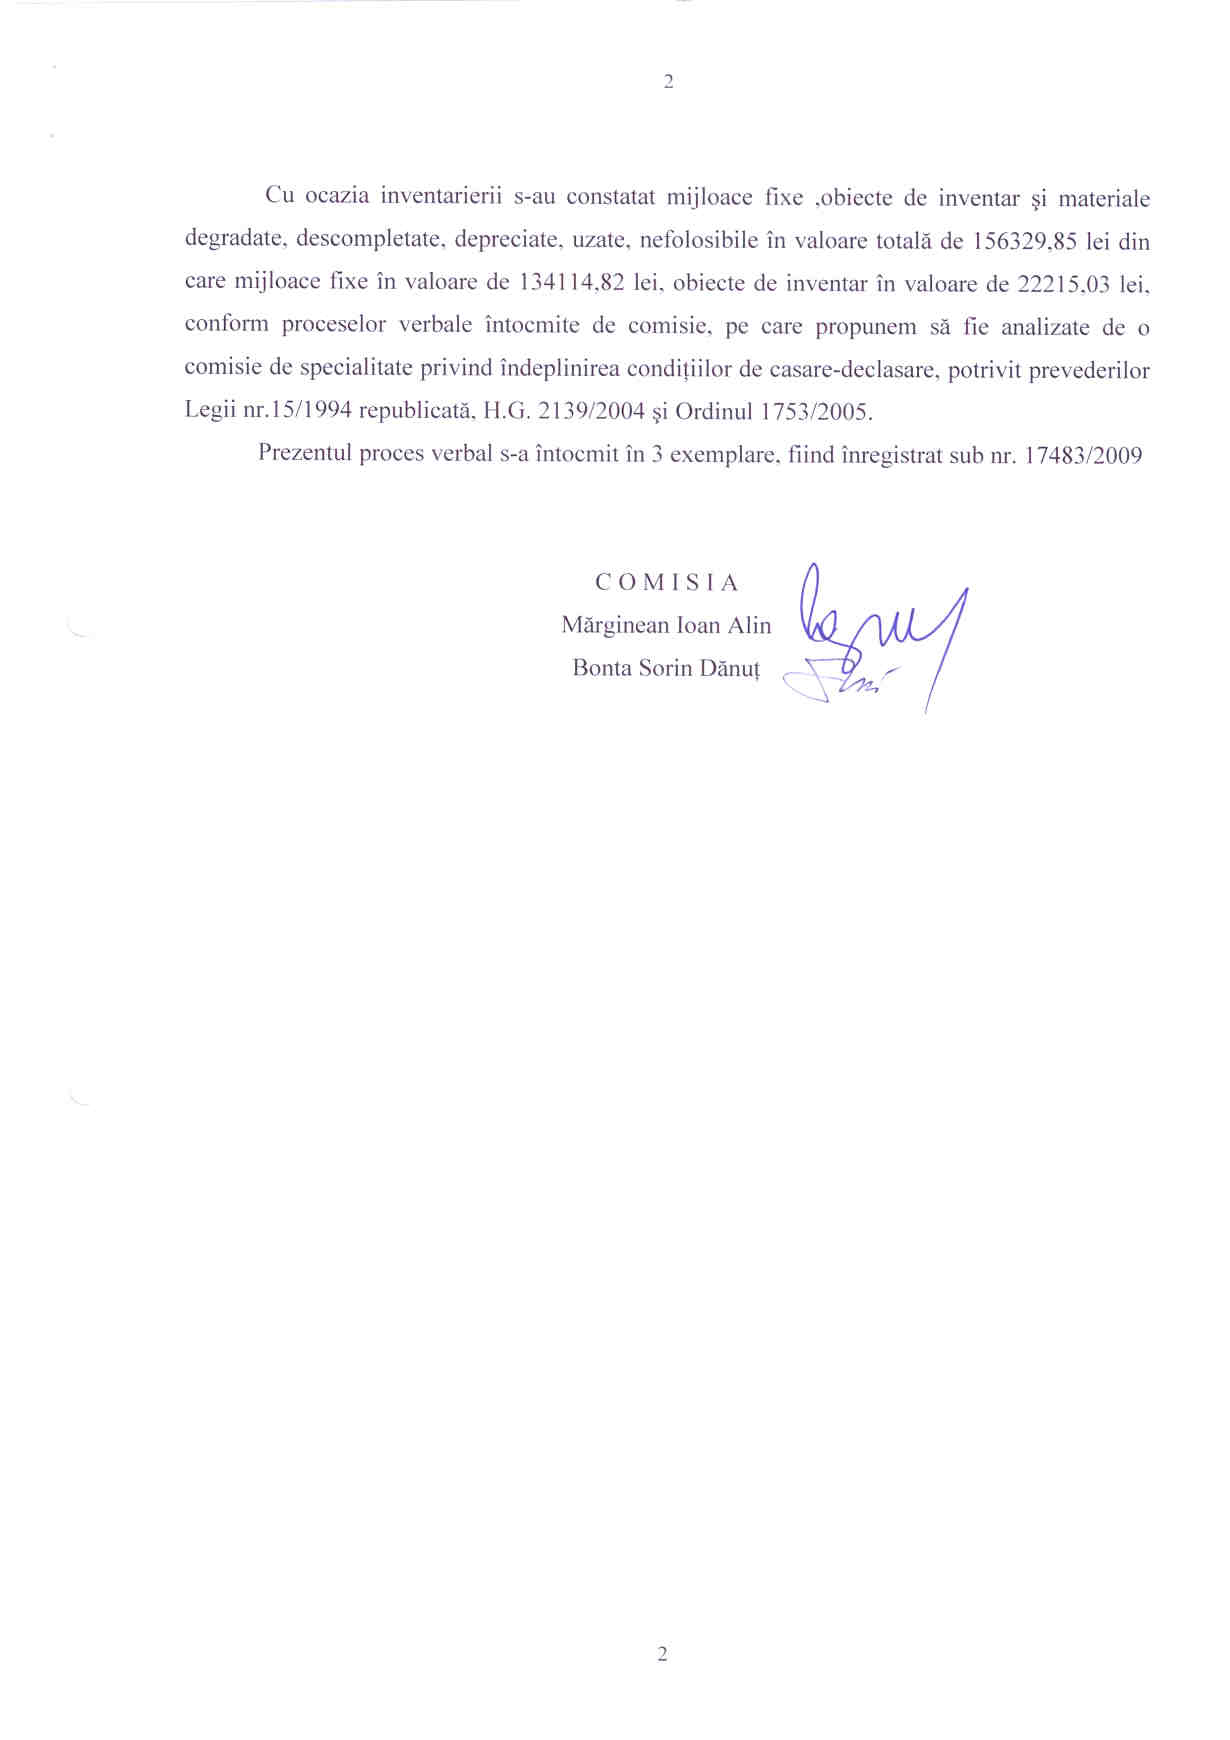 2
Cu ocazia inventarierii s-au constatat mijloace fixe ,obiecte de inventar şi materiale
degradate, descompletate, depreciate, uzate, nefolosibile în valoare totală de 156329,85 lei din
care mijloace fixe în valoare de 134114,82 lei, obiecte de inventar în valoare de 22215,03 lei,
conform proceselor verbale întocmite de comisie, pe care propunem să fie analizate de o
comisie de specialitate privind îndeplinirea condiţiilor de casare-declasare, potrivit prevederilor
Legii nr.15/1994 republicată, H.G. 2139/2004 şi Ordinul 1753/2005.
Prezentul proces verbal s-a întocmit în 3 exemplare, fiind înregistrat sub nr. 17483/2009
C O M I S I A
Mărginean Ioan Alin
Bonta Sorin Dănuţ
2